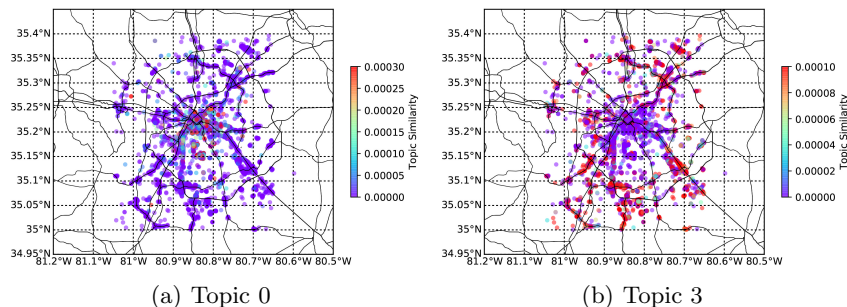 35.4°N
35.3°N
35.25°N
35.2°N
35.15°N
35.1°N
35.05°N
35°N
34.95°N
81.2°W 81.1°W 81°W 80.9°W 80.8°W 80.7°W 80.6°W 80.5°W
0.00030
0.00025
0.00020
0.00015
0.00010
0.00005
0.00000
Topic Similarity
(a) Topic 0
35.4°N
35.3°N
35.25°N
35.2°N
35.15°N
35.1°N
35.05°N
35°N
34.95°N
81.2°W 81.1°W 81°W 80.9°W 80.8°W 80.7°W 80.6°W 80.5°W
0.00010
0.00008
0.00006
0.00004
0.00002
0.00000
Topic Similarity
(b) Topic 3